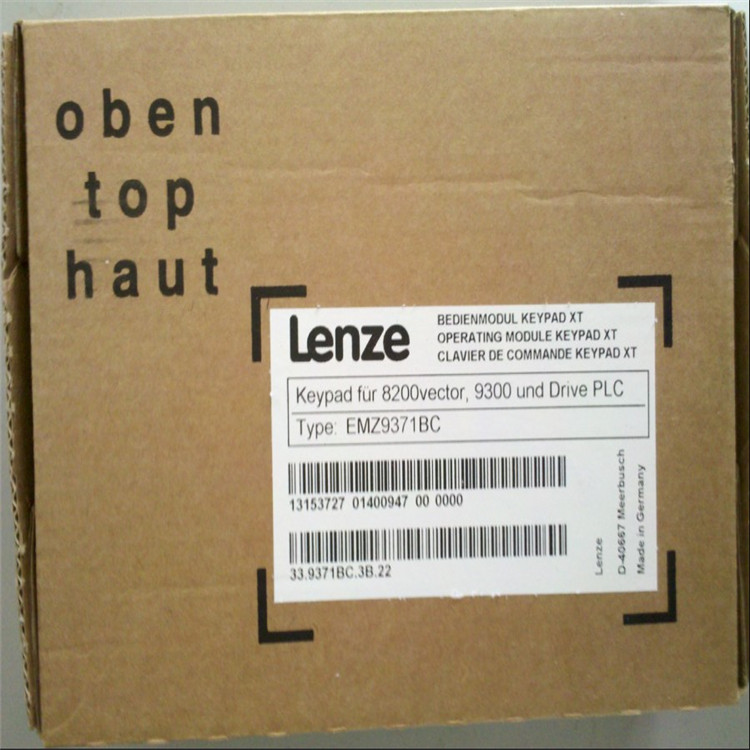 oben
top
haut
Lenze
BEDIENMODUL KEYPAD XT
OPERATING MODULE KEYPAD XT
CLAVIER DE COMMANDE KEYPAD XT
Keypad für 8200vector, 9300 und Drive PLC
Type: EMZ9371BC
13153727 01400947 00 0000
33.9371BC.3B.22
Lenze
D-40667 Meerbusch
Made in Germany